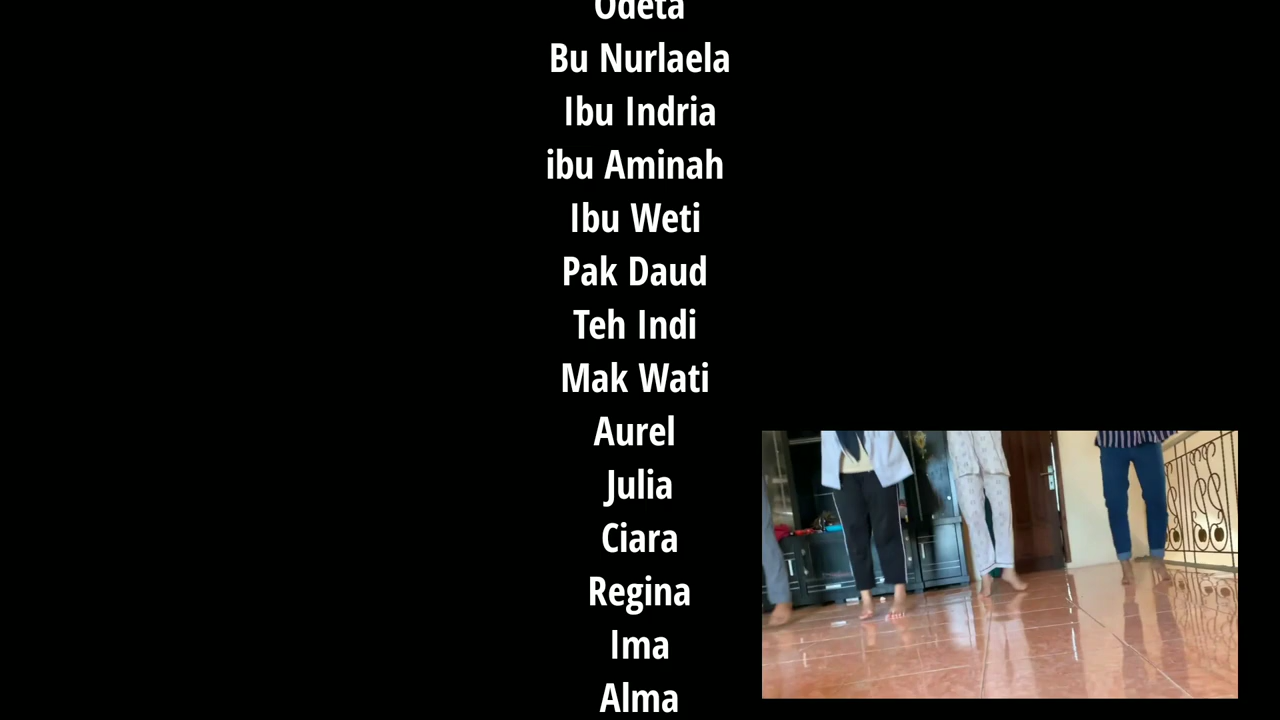 Odeta
Bu Nurlaela
Ibu Indria
ibu Aminah
Ibu Weti
Pak Daud
Teh Indi
Mak Wati
Aurel
Julia
Ciara
Regina
Ima
Alma